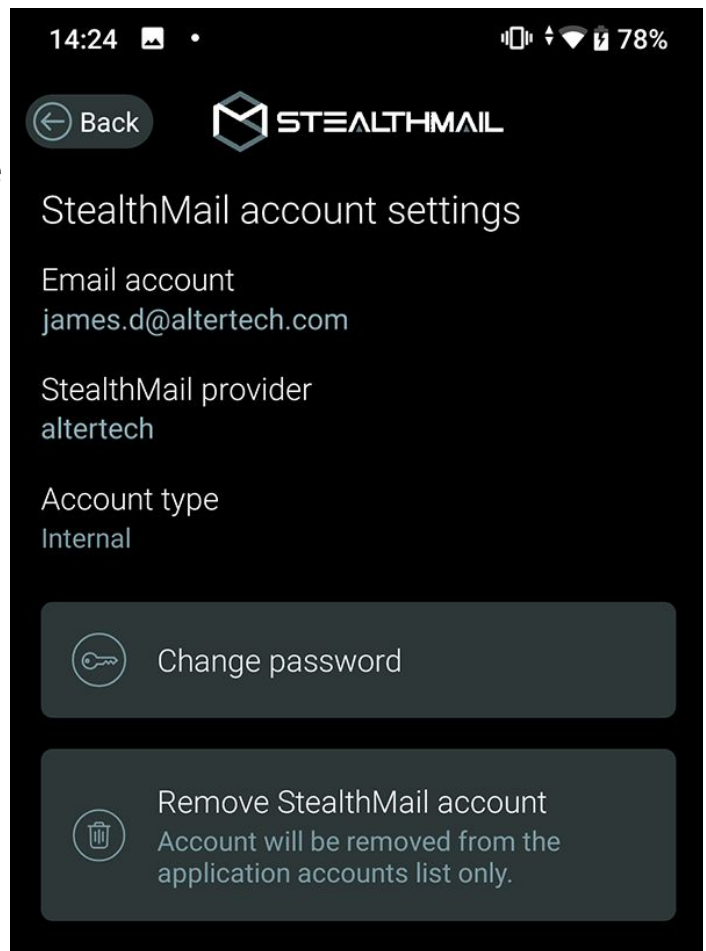 14:24 78%
Back STEALTHMAIL
StealthMail account settings
Email account
james.d@altertech.com
StealthMail provider
altertech
Account type
Internal
Change password
Remove StealthMail account
Account will be removed from the
application accounts list only.